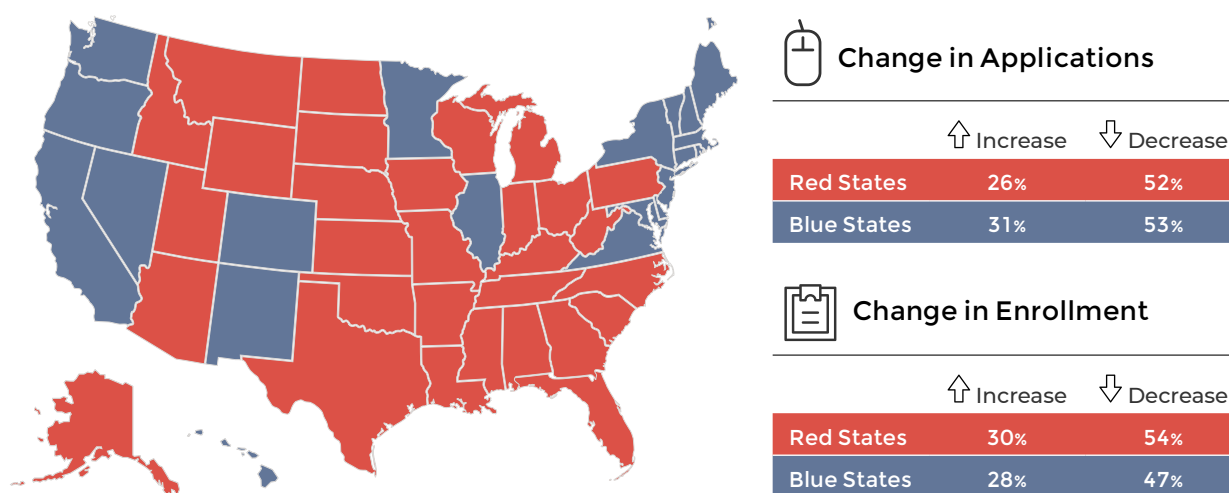 Change in Applications
Increase Decrease
Red States 26% 52%
Blue States 31% 53%
Change in Enrollment
Increase Decrease
Red States 30% 54%
Blue States 28% 47%